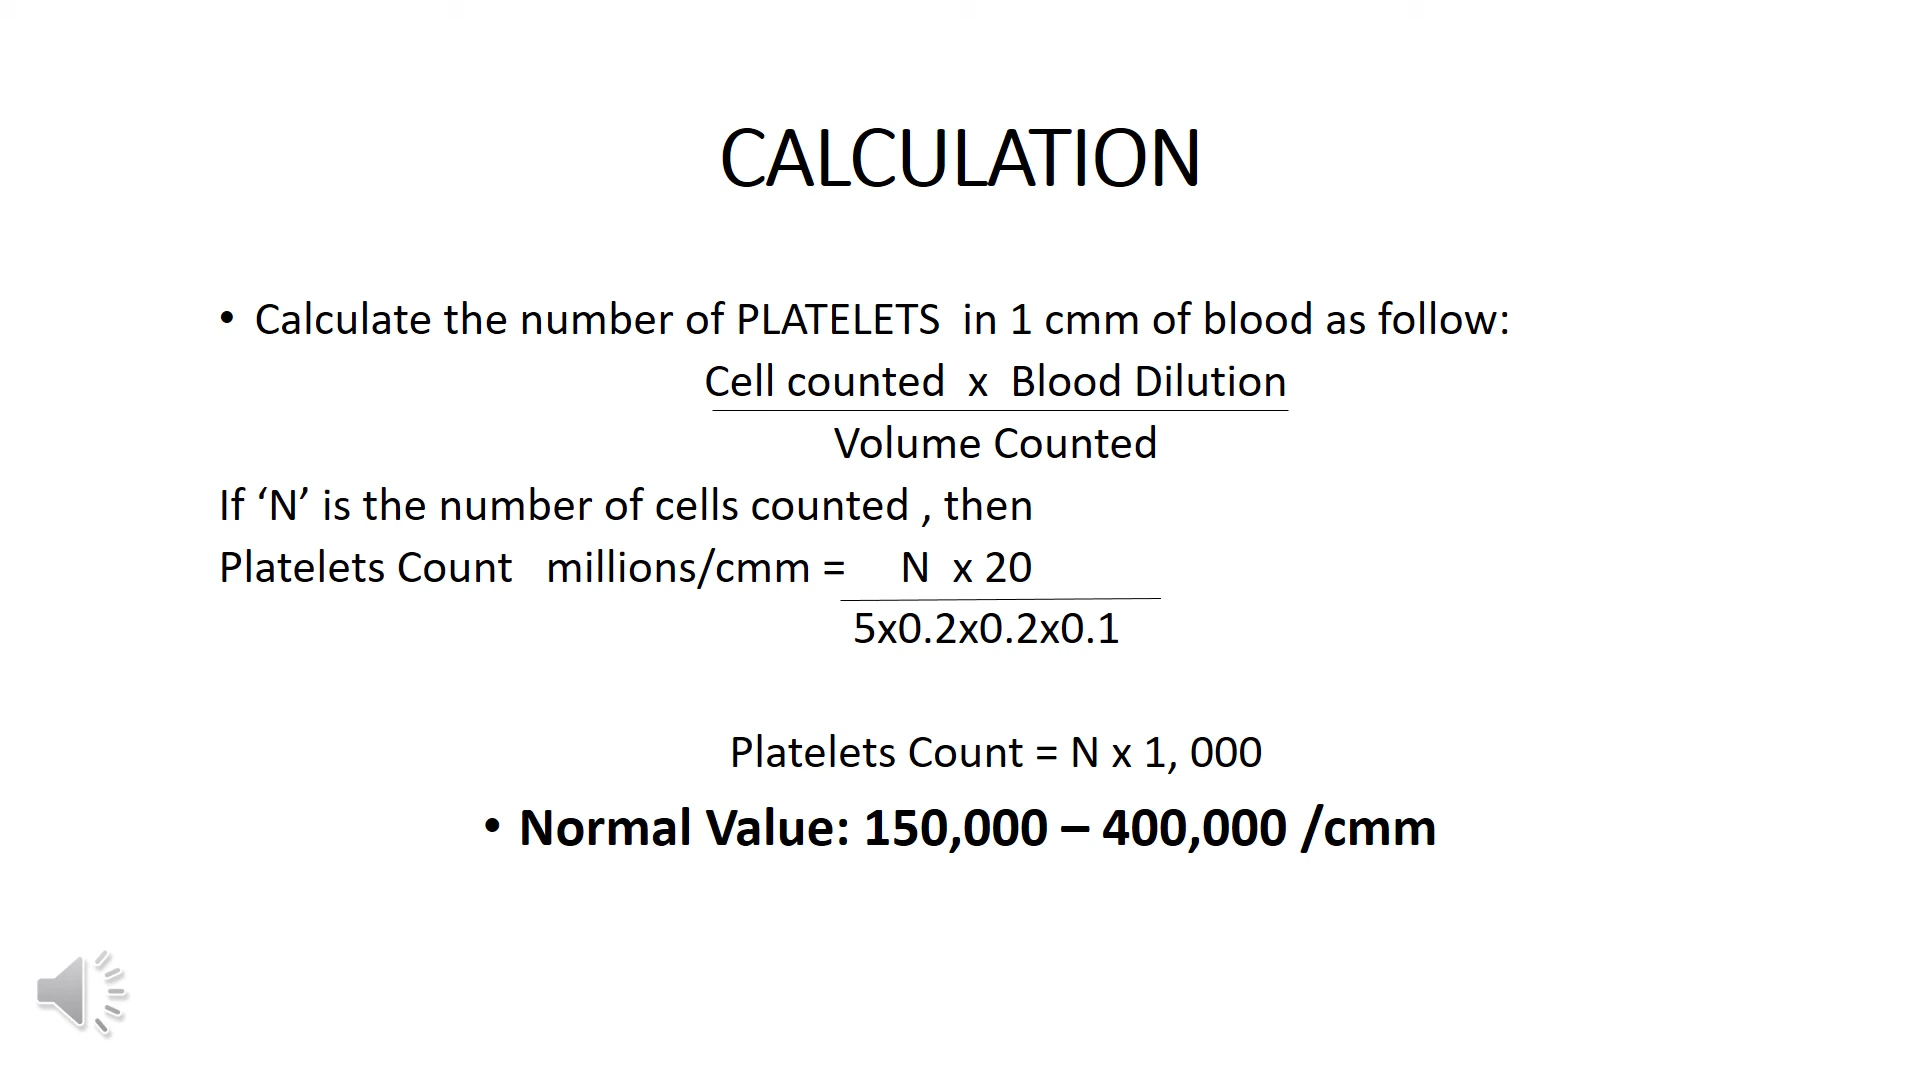 CALCULATION
• Calculate the number of PLATELETS in 1 cmm of blood as follow:
Cell counted x Blood Dilution
Volume Counted
If ‘N’ is the number of cells counted , then
Platelets Count millions/cmm = N x 20
5x0.2x0.2x0.1
Platelets Count = N x 1, 000
• Normal Value: 150,000 – 400,000 /cmm